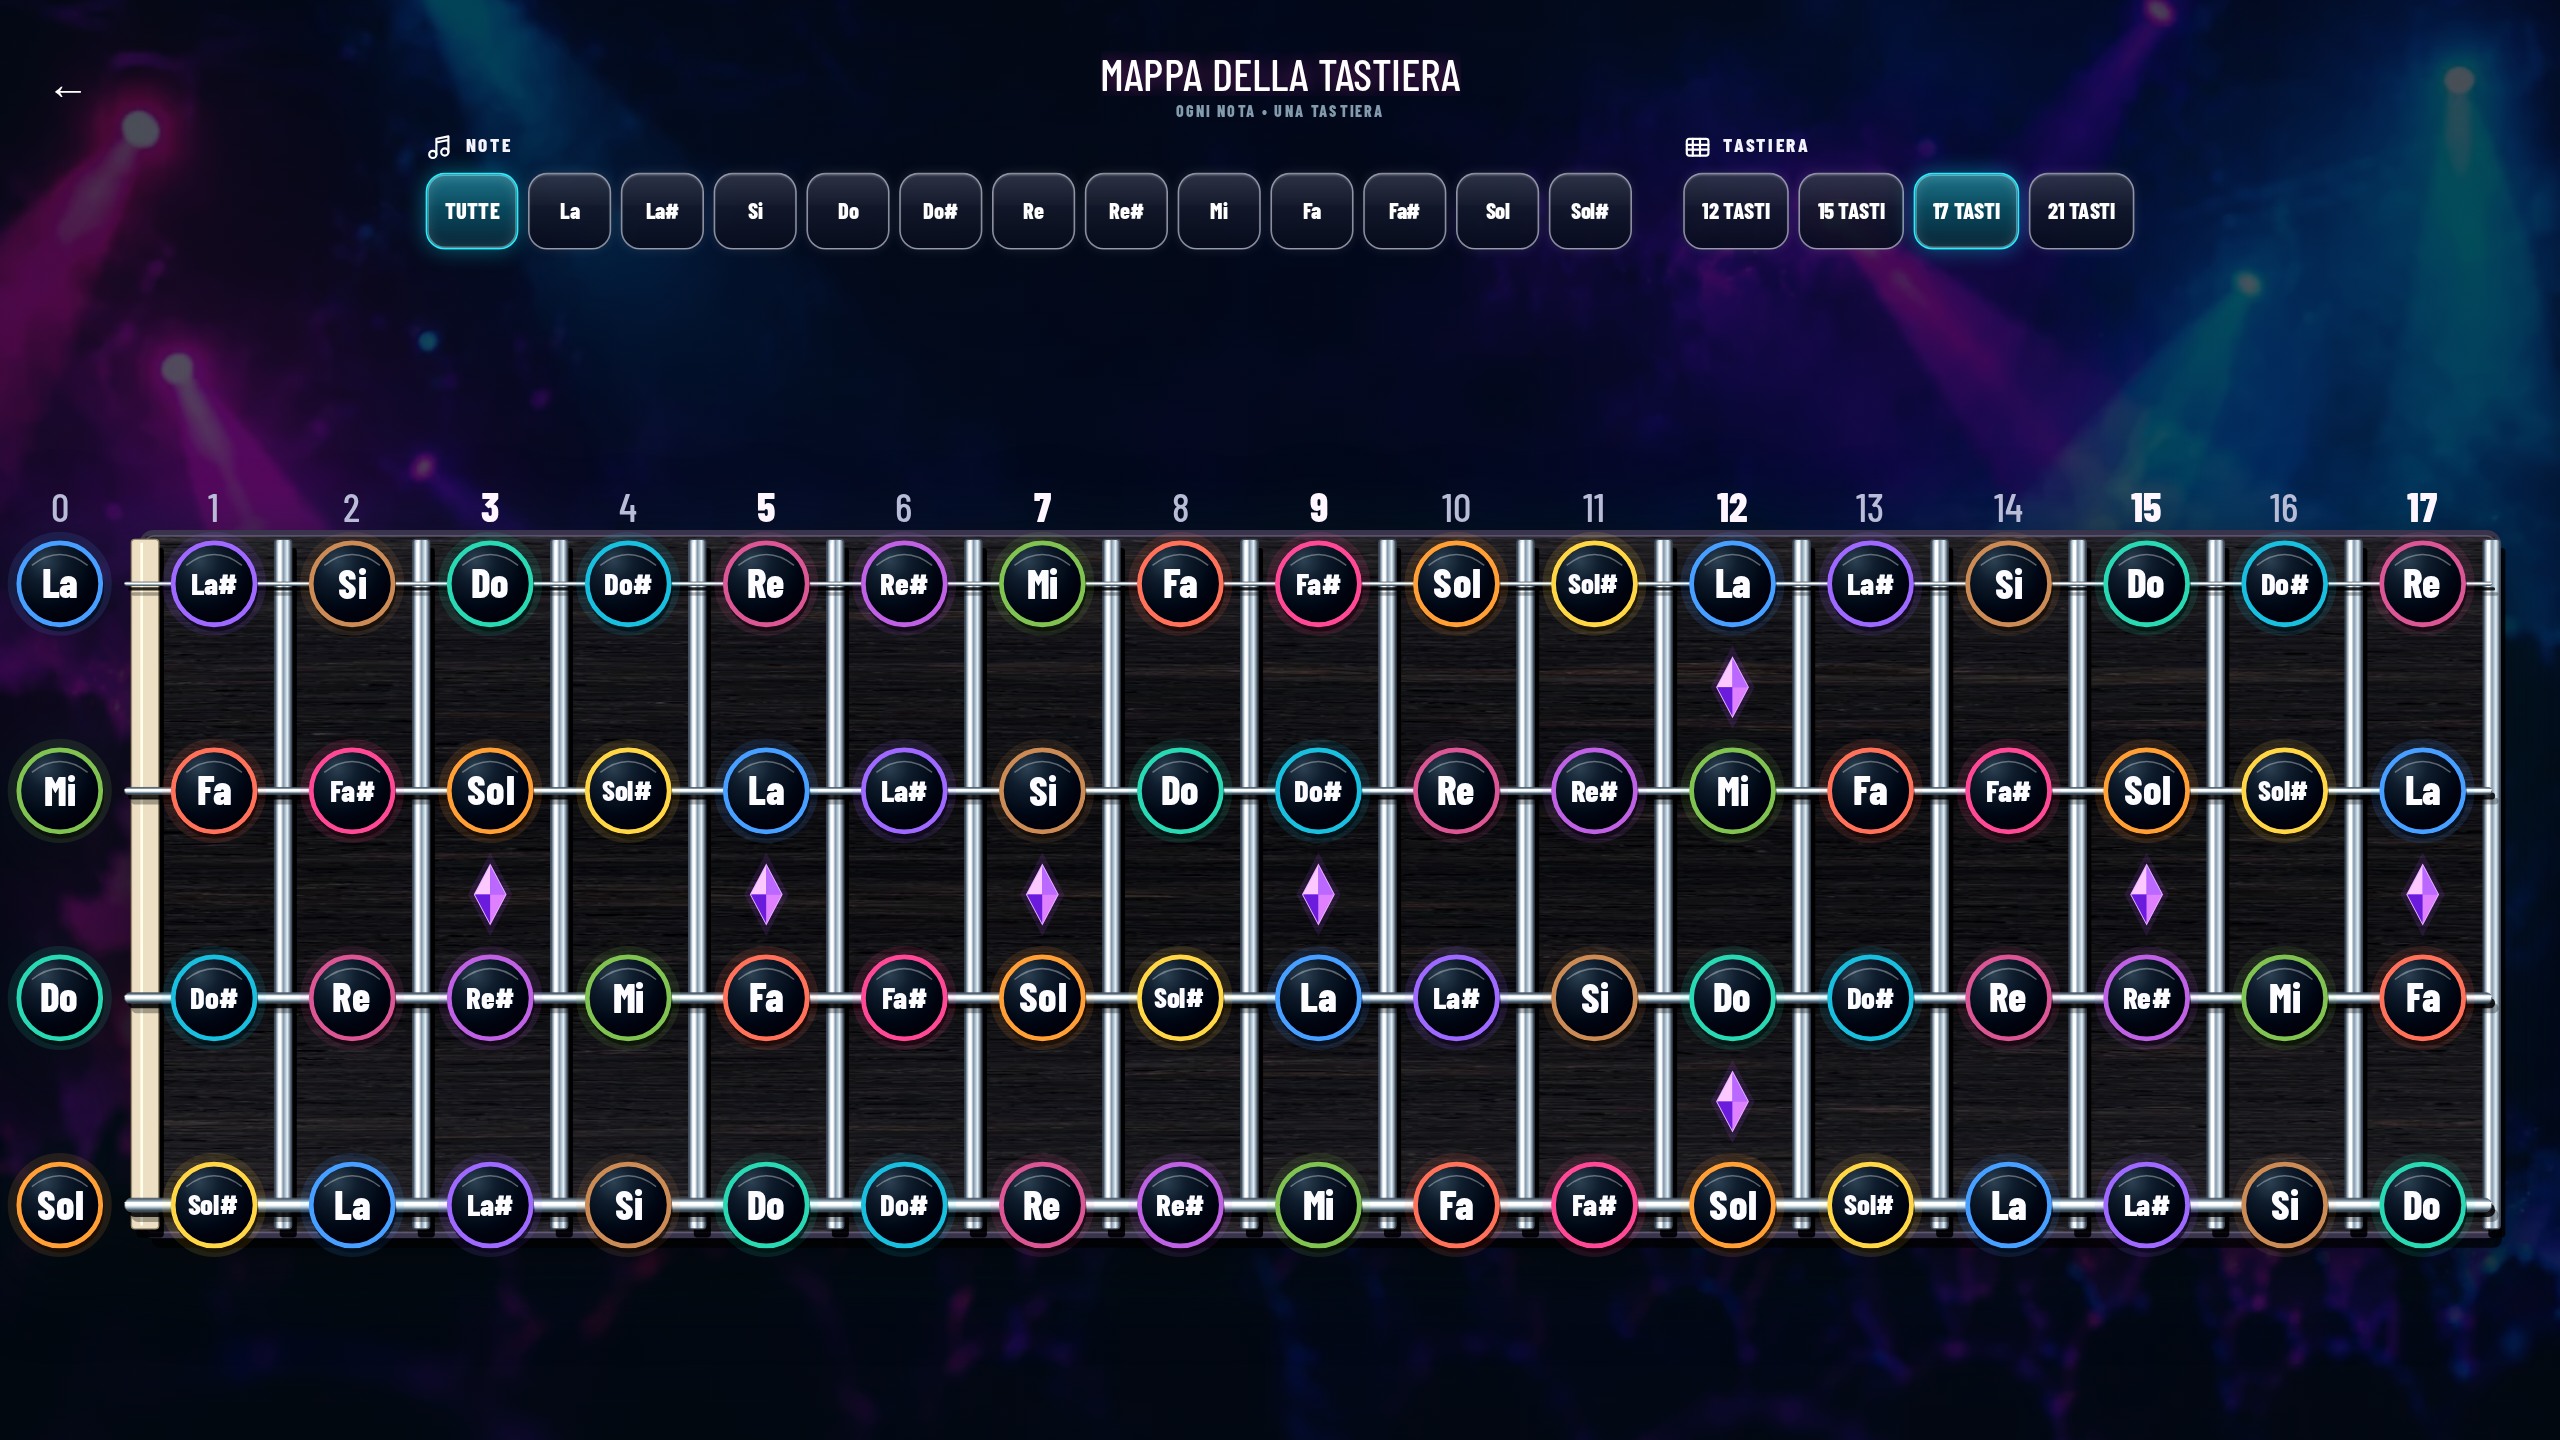 ←
MAPPA DELLA TASTIERA
OGNI NOTA • UNA TASTIERA
NOTE
TUTTE La La# Si Do Do# Re Re# Mi Fa Fa# Sol Sol#
TASTIERA
12 TASTI 15 TASTI 17 TASTI 21 TASTI
0 1 2 3 4 5 6 7 8 9 10 11 12 13 14 15 16 17
La La# Si Do Do# Re Re# Mi Fa Fa# Sol Sol# La La# Si Do Do# Re
Mi Fa Fa# Sol Sol# La La# Si Do Do# Re Re# Mi Fa Fa# Sol Sol# La
Do Do# Re Re# Mi Fa Fa# Sol Sol# La La# Si Do Do# Re Re# Mi Fa
Sol Sol# La La# Si Do Do# Re Re# Mi Fa Fa# Sol Sol# La La# Si Do